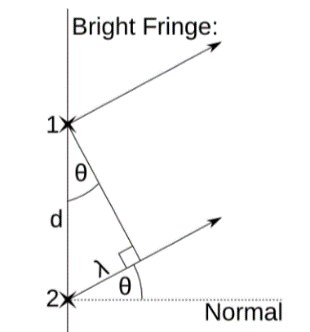 Bright Fringe:
1
θ
d
λ
θ
2
Normal